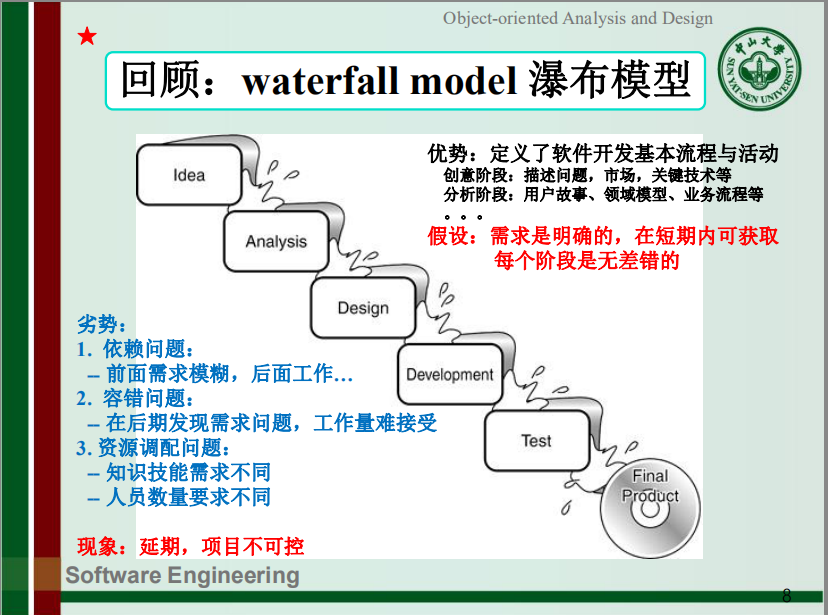 Object-oriented Analysis and Design
★
回顾：waterfall model 瀑布模型
中山大学
SUN YAT-SEN UNIVERSITY
优势：定义了软件开发基本流程与活动
创意阶段：描述问题，市场，关键技术等
分析阶段：用户故事、领域模型、业务流程等
。。。
假设：需求是明确的，在短期内可获取
每个阶段是无差错的
Idea
Analysis
Design
Development
Test
Final
Product
劣势：
1. 依赖问题：
– 前面需求模糊，后面工作…
2. 容错问题：
– 在后期发现需求问题，工作量难接受
3. 资源调配问题：
– 知识技能需求不同
– 人员数量要求不同
现象：延期，项目不可控
Software Engineering
8